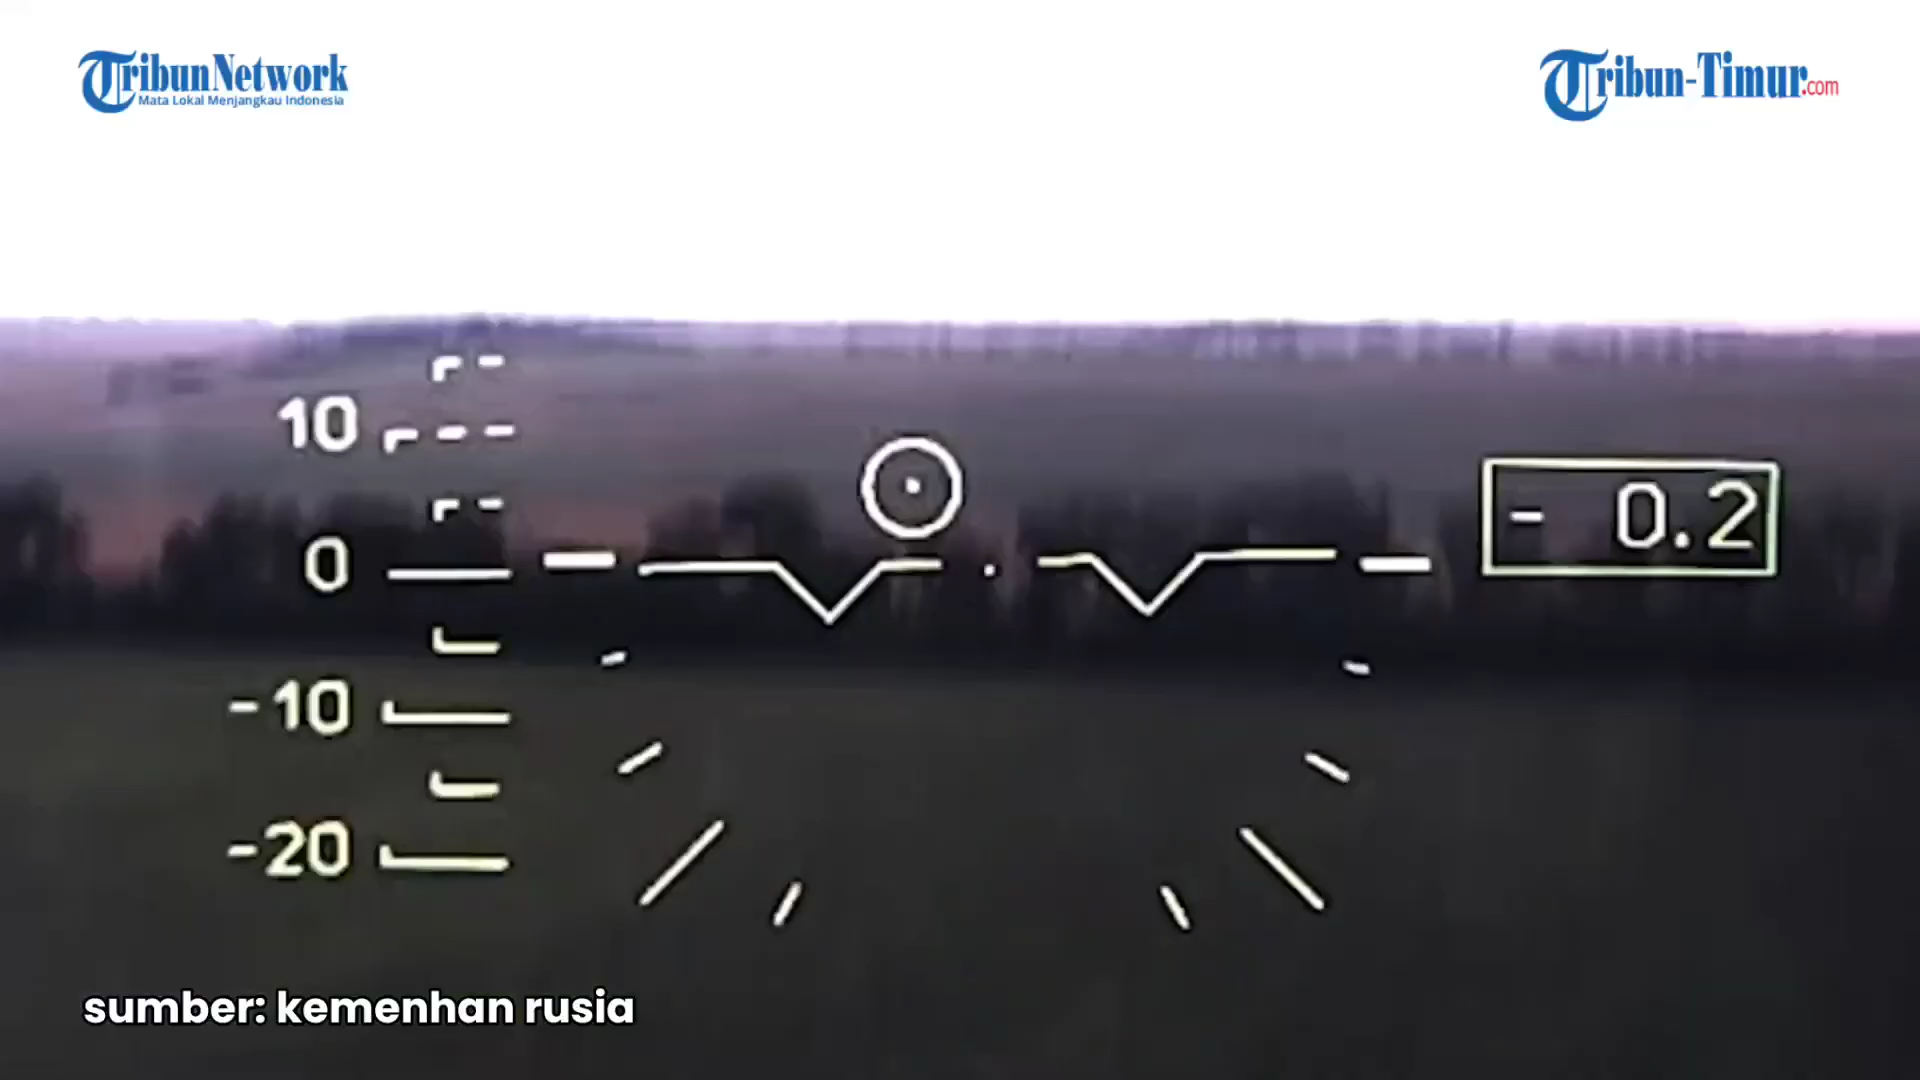 TribunNetwork
Mata Lokal Menjangkau Indonesia
Tribun-Timur.com
10
0
-10
-20
- 0.2
sumber: kemenhan rusia